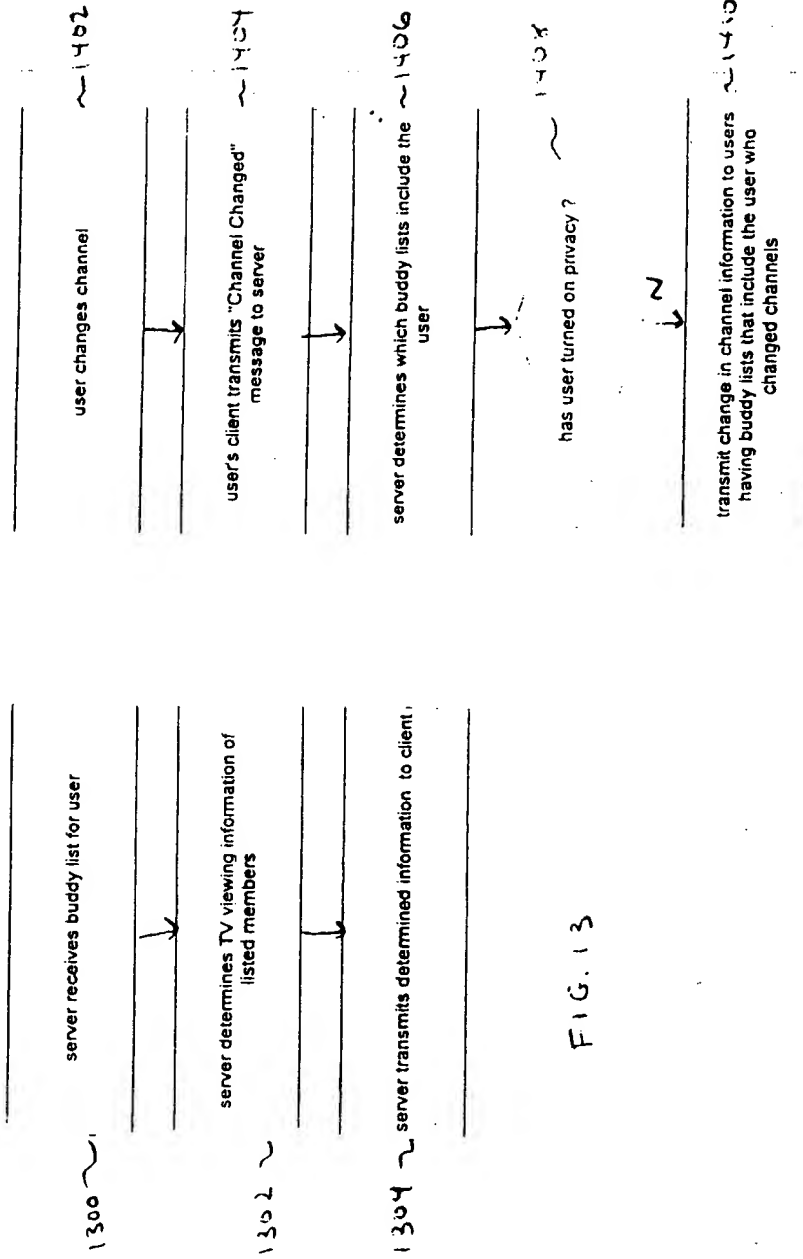 1300 ~
server receives buddy list for user
1302 ~
server determines TV viewing information of
listed members
1304 ~ server transmits determined information to client
FIG. 13
user changes channel ~1402
user's client transmits "Channel Changed" ~1404
message to server
server determines which buddy lists include the ~1406
user
has user turned on privacy ? ~ 1408
N
transmit change in channel information to users ~1410
having buddy lists that include the user who
changed channels